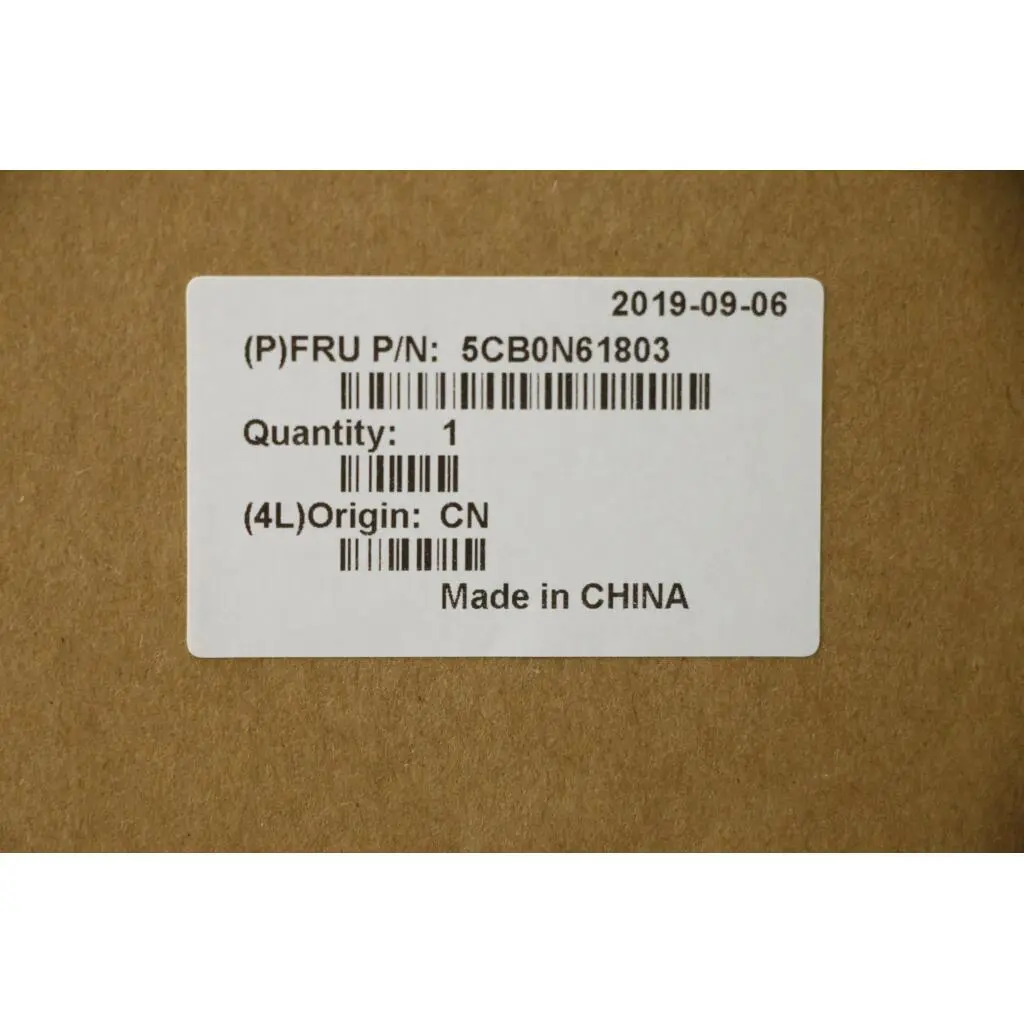 2019-09-06
(P)FRU P/N: 5CB0N61803
Quantity: 1
(4L)Origin: CN
Made in CHINA